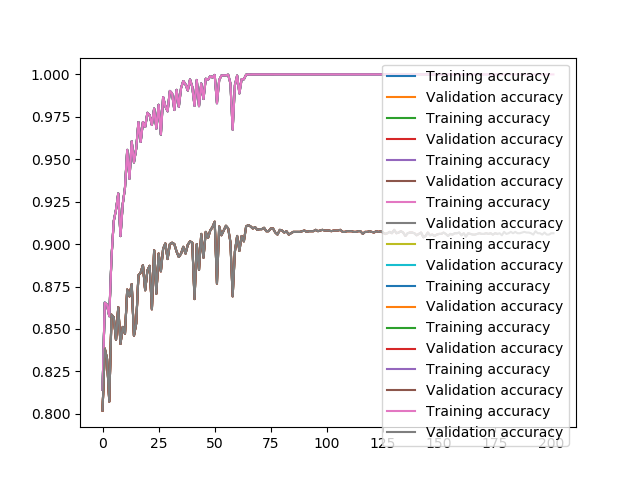 1.000
0.975
0.950
0.925
0.900
0.875
0.850
0.825
0.800
0
25
50
75
100
125
150
175
200
Training accuracy
Validation accuracy
Training accuracy
Validation accuracy
Training accuracy
Validation accuracy
Training accuracy
Validation accuracy
Training accuracy
Validation accuracy
Training accuracy
Validation accuracy
Training accuracy
Validation accuracy
Training accuracy
Validation accuracy
Training accuracy
Validation accuracy